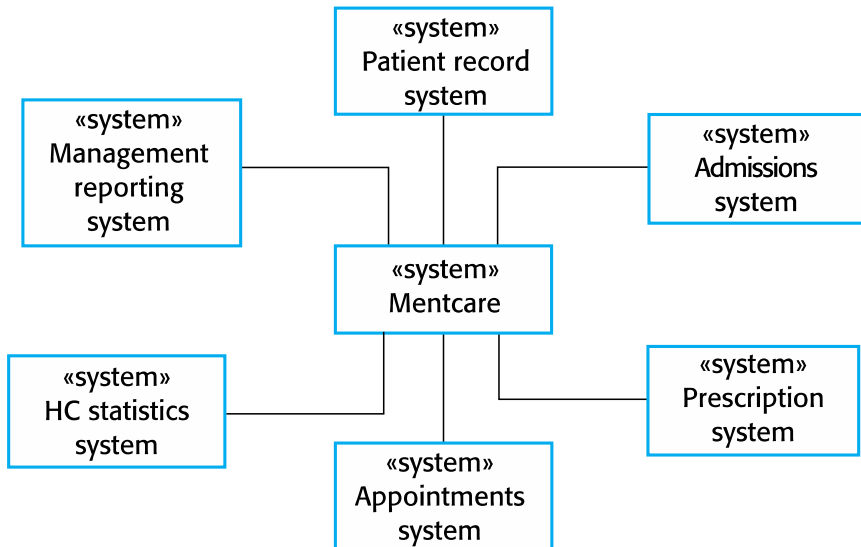 «system»
Patient record
system
«system»
Management
reporting
system
«system»
Admissions
system
«system»
Mentcare
«system»
HC statistics
system
«system»
Prescription
system
«system»
Appointments
system